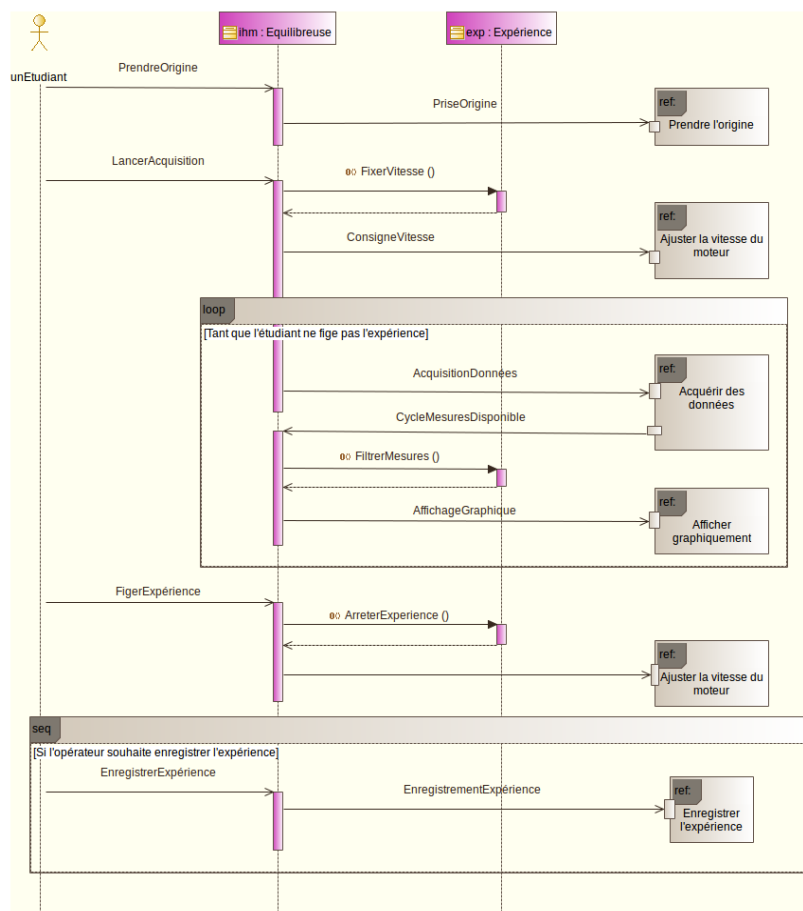 ihm : Equilibreuse
exp : Expérience
unEtudiant
PrendreOrigine
PriseOrigine
ref:
Prendre l'origine
LancerAcquisition
FixerVitesse ()
ConsigneVitesse
ref:
Ajuster la vitesse du
moteur
loop
[Tant que l'étudiant ne fige pas l'expérience]
AcquisitionDonnées
ref:
Acquérir des
données
CycleMesuresDisponible
FiltrerMesures ()
AffichageGraphique
ref:
Afficher
graphiquement
FigerExpérience
ArreterExperience ()
ref:
Ajuster la vitesse du
moteur
seq
[Si l'opérateur souhaite enregistrer l'expérience]
EnregistrerExpérience
EnregistrementExpérience
ref:
Enregistrer
l'expérience